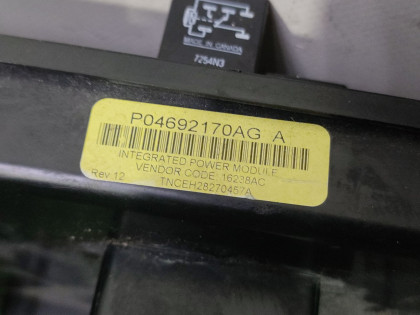 MADE IN CANADA
7254N3
P04692170AG A
INTEGRATED POWER MODULE
VENDOR CODE: 16238AC
Rev.12
TNCEH28270457A